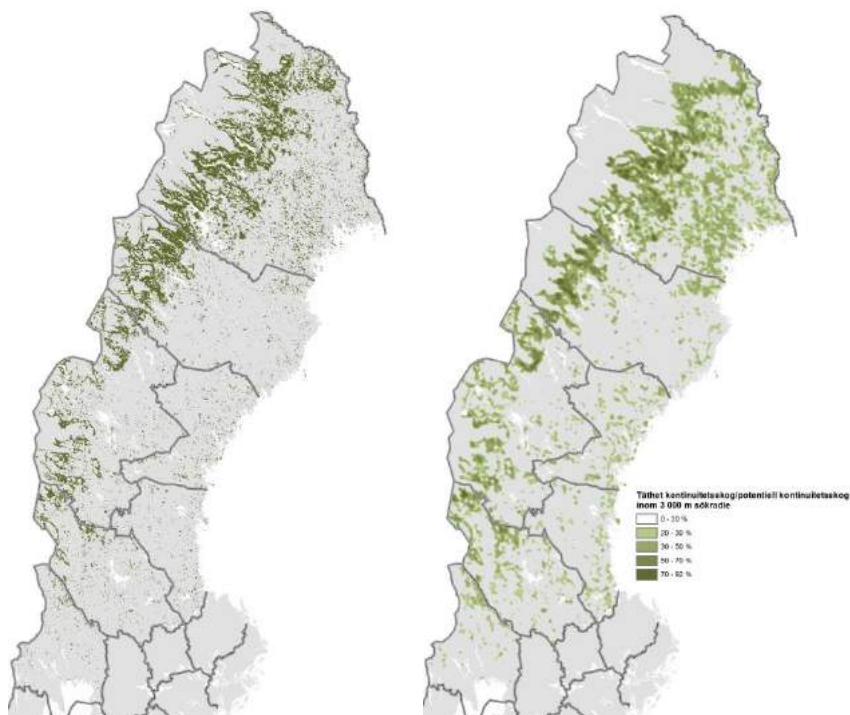 Täthet kontinuitetsskog/potentiell kontinuitetsskog
inom 3 000 m sökradie
0 - 20 %
20 - 30 %
30 - 50 %
50 - 70 %
70 - 92 %